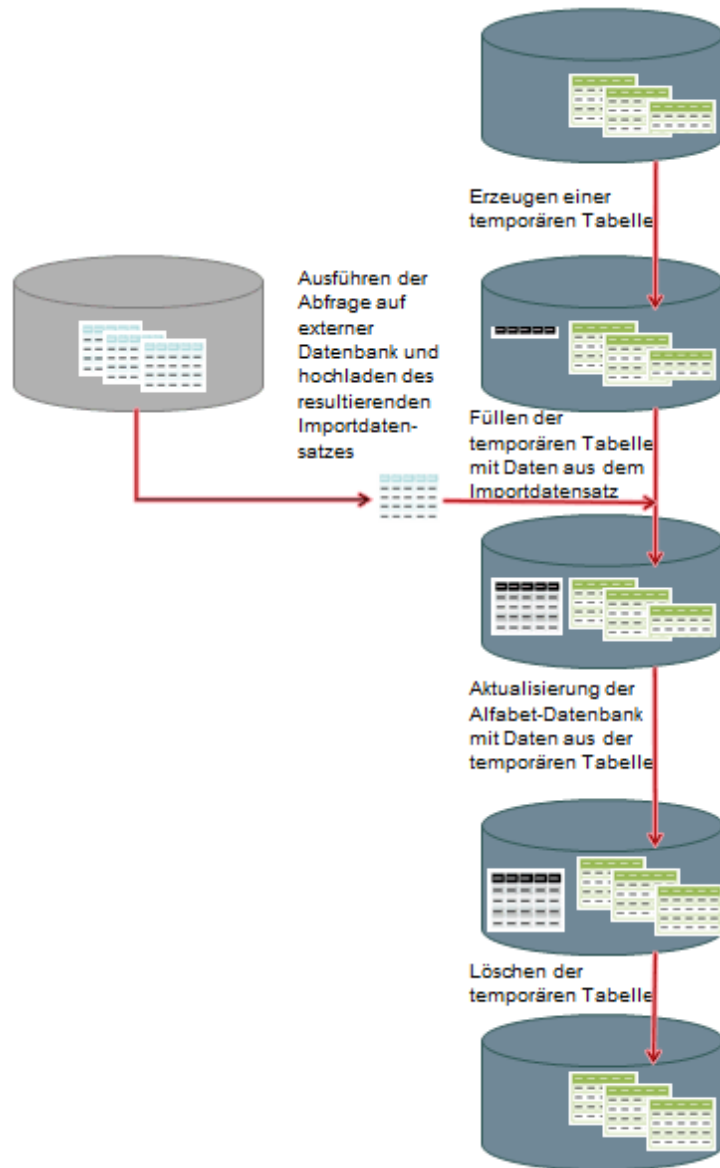 Erzeugen einer
temporären Tabelle
Ausführen der
Abfrage auf
externer
Datenbank und
hochladen des
resultierenden
Importdaten-
satzes
Füllen der
temporären Tabelle
mit Daten aus dem
Importdatensatz
Aktualisierung der
Alfabet-Datenbank
mit Daten aus der
temporären Tabelle
Löschen der
temporären Tabelle